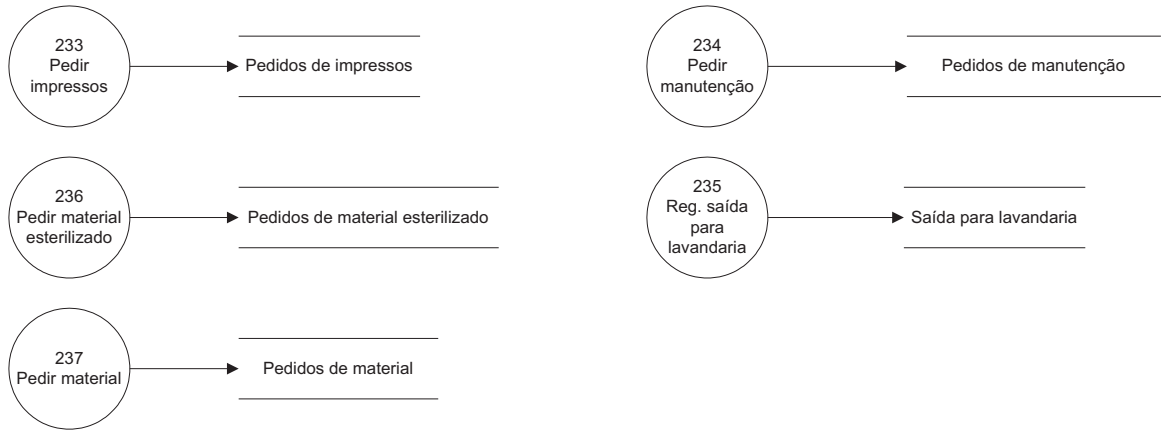 233
Pedir
impressos
Pedidos de impressos
234
Pedir
manutenção
Pedidos de manutenção
236
Pedir material
esterilizado
Pedidos de material esterilizado
235
Reg. saída
para
lavandaria
Saída para lavandaria
237
Pedir material
Pedidos de material